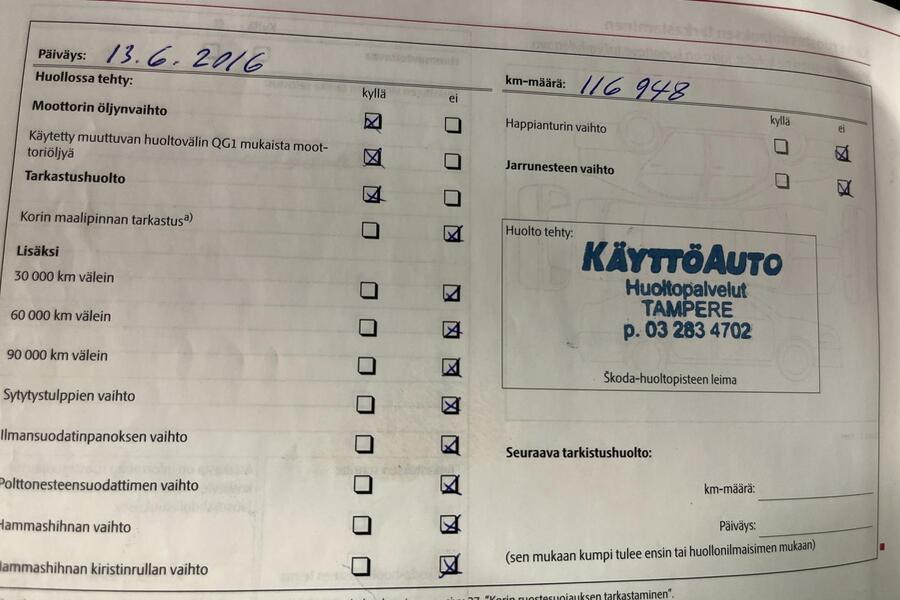 Päiväys: 13.6.2016
Huollossa tehty:
kyllä ei
Moottorin öljynvaihto
Käytetty muuttuvan huoltovälin QG1 mukaista moot-
toriöljyä
Tarkastushuolto
Korin maalipinnan tarkastusa)
Lisäksi
30 000 km välein
60 000 km välein
90 000 km välein
Sytytystulppien vaihto
Ilmansuodatinpanoksen vaihto
Polttonesteensuodattimen vaihto
Hammashihnan vaihto
Hammashihnan kiristinrullan vaihto
km-määrä: 116 948
kyllä ei
Happianturin vaihto
Jarrunesteen vaihto
Huolto tehty:
KÄYTTÖAUTO
Huoltopalvelut
TAMPERE
p. 03 283 4702
Škoda-huoltopisteen leima
Seuraava tarkistushuolto:
km-määrä:
Päiväys:
(sen mukaan kumpi tulee ensin tai huollonilmaisimen mukaan)
"Korin ruostesuojauksen tarkastaminen".